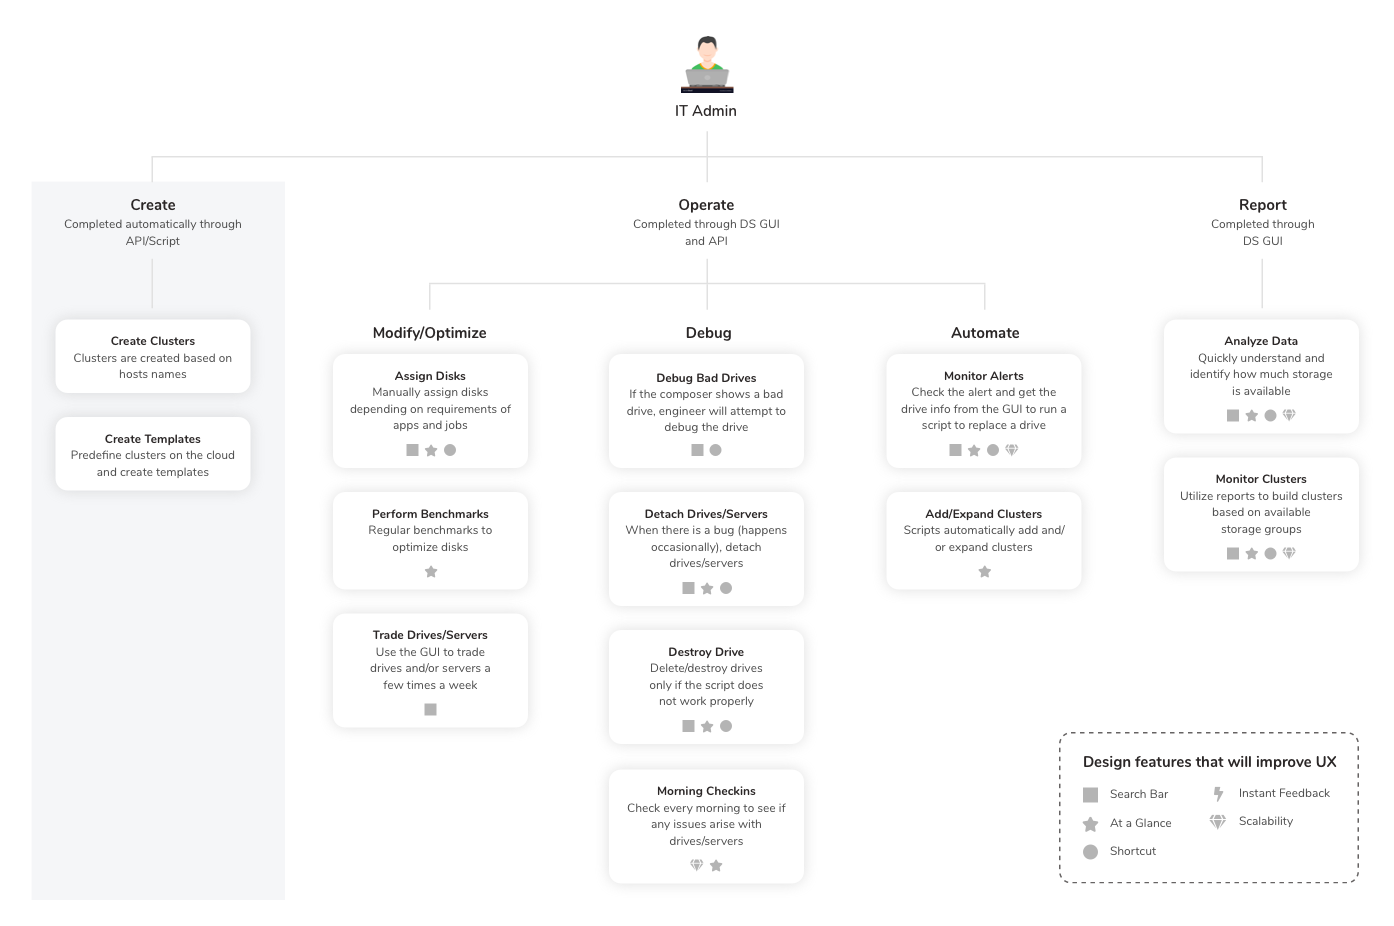 IT Admin
Create
Completed automatically through
API/Script
Create Clusters
Clusters are created based on
hosts names
Create Templates
Predefine clusters on the cloud
and create templates
Operate
Completed through DS GUI
and API
Modify/Optimize
Assign Disks
Manually assign disks
depending on requirements of
apps and jobs
Perform Benchmarks
Regular benchmarks to
optimize disks
Trade Drives/Servers
Use the GUI to trade
drives and/or servers a
few times a week
Debug
Debug Bad Drives
If the composer shows a bad
drive, engineer will attempt to
debug the drive
Detach Drives/Servers
When there is a bug (happens
occasionally), detach
drives/servers
Destroy Drive
Delete/destroy drives
only if the script does
not work properly
Morning Checkins
Check every morning to see if
any issues arise with
drives/servers
Automate
Monitor Alerts
Check the alert and get the
drive info from the GUI to run a
script to replace a drive
Add/Expand Clusters
Scripts automatically add and/
or expand clusters
Report
Completed through
DS GUI
Analyze Data
Quickly understand and
identify how much storage
is available
Monitor Clusters
Utilize reports to build clusters
based on available
storage groups
Design features that will improve UX
Search Bar
At a Glance
Shortcut
Instant Feedback
Scalability